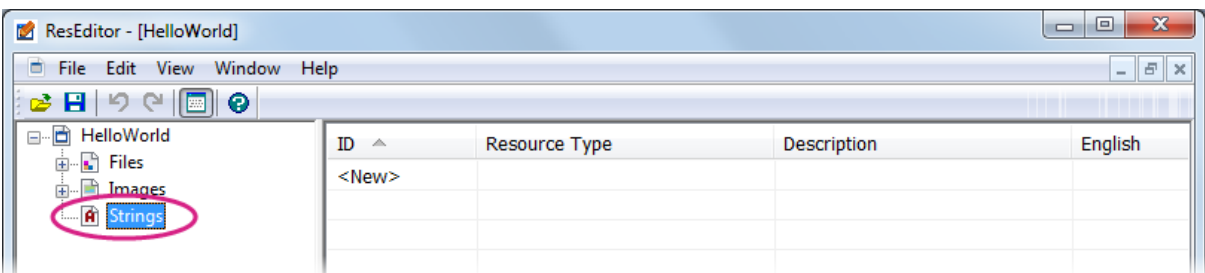 ResEditor - [HelloWorld]
File Edit View Window Help
HelloWorld
Files
Images
Strings
ID Resource Type Description English
<New>